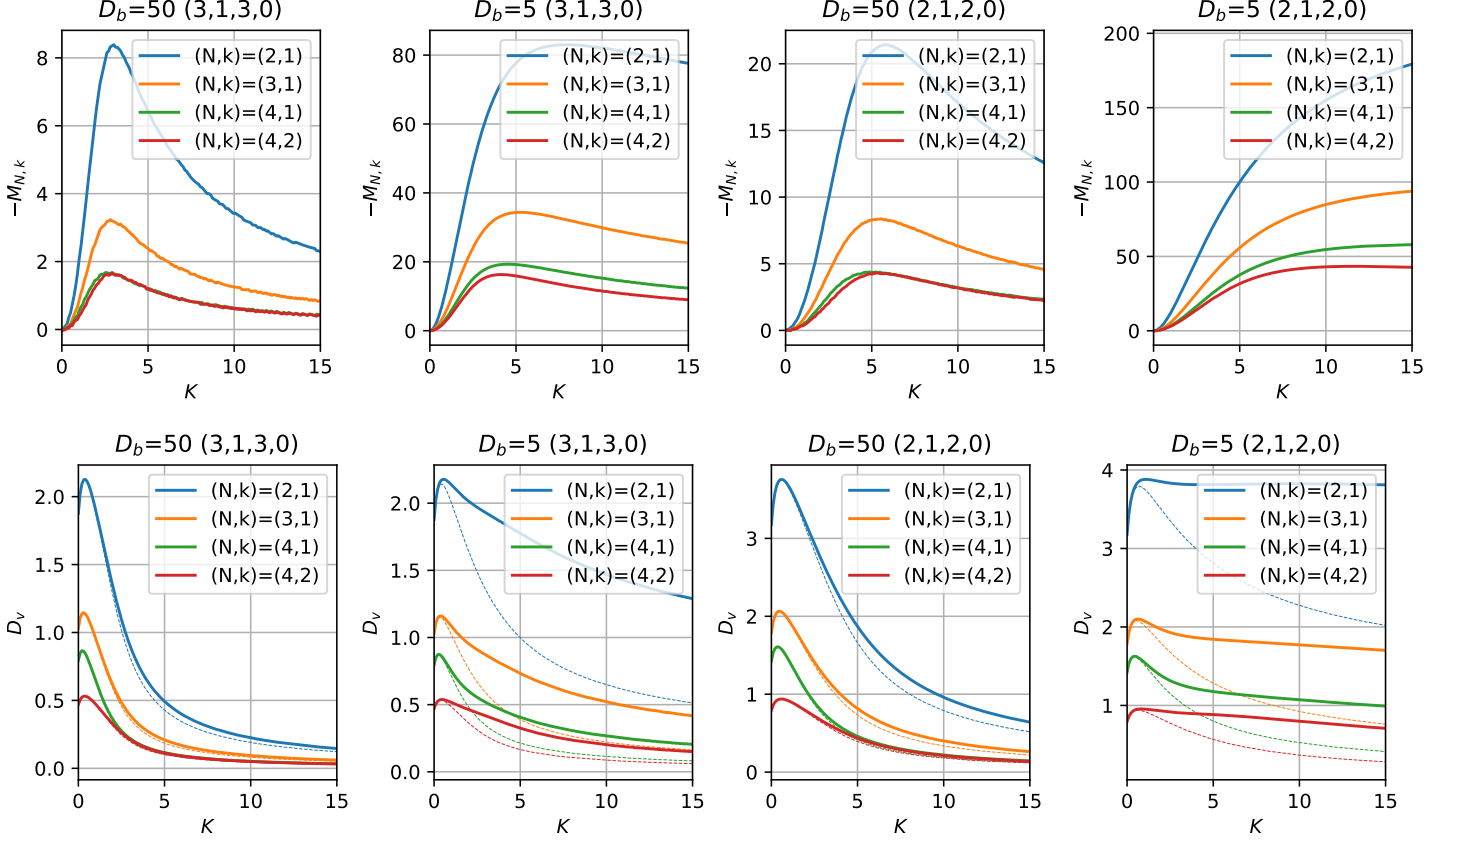 D_b=50 (3,1,3,0)
8
6
4
2
0
−M_{N,k}
(N,k)=(2,1)
(N,k)=(3,1)
(N,k)=(4,1)
(N,k)=(4,2)
0 5 10 15
K
D_b=5 (3,1,3,0)
80
60
40
20
0
−M_{N,k}
(N,k)=(2,1)
(N,k)=(3,1)
(N,k)=(4,1)
(N,k)=(4,2)
0 5 10 15
K
D_b=50 (2,1,2,0)
20
15
10
5
0
−M_{N,k}
(N,k)=(2,1)
(N,k)=(3,1)
(N,k)=(4,1)
(N,k)=(4,2)
0 5 10 15
K
D_b=5 (2,1,2,0)
200
150
100
50
0
−M_{N,k}
(N,k)=(2,1)
(N,k)=(3,1)
(N,k)=(4,1)
(N,k)=(4,2)
0 5 10 15
K
D_b=50 (3,1,3,0)
2.0
1.5
1.0
0.5
0.0
D_v
(N,k)=(2,1)
(N,k)=(3,1)
(N,k)=(4,1)
(N,k)=(4,2)
0 5 10 15
K
D_b=5 (3,1,3,0)
2.0
1.5
1.0
0.5
0.0
D_v
(N,k)=(2,1)
(N,k)=(3,1)
(N,k)=(4,1)
(N,k)=(4,2)
0 5 10 15
K
D_b=50 (2,1,2,0)
3
2
1
0
D_v
(N,k)=(2,1)
(N,k)=(3,1)
(N,k)=(4,1)
(N,k)=(4,2)
0 5 10 15
K
D_b=5 (2,1,2,0)
4
3
2
1
D_v
(N,k)=(2,1)
(N,k)=(3,1)
(N,k)=(4,1)
(N,k)=(4,2)
0 5 10 15
K